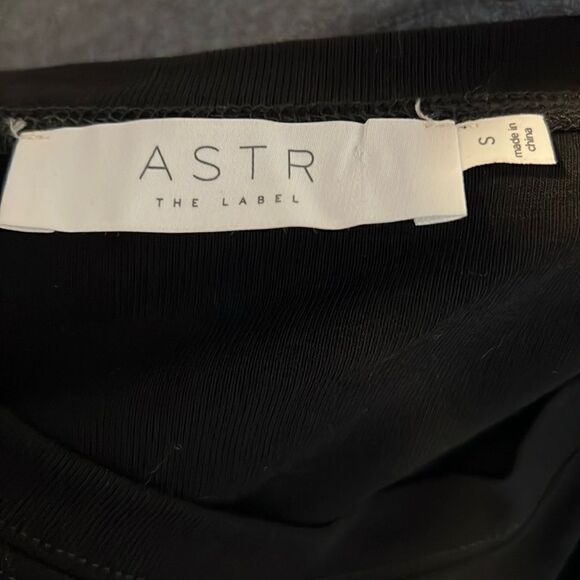 ASTR
THE LABEL
S
made in
china